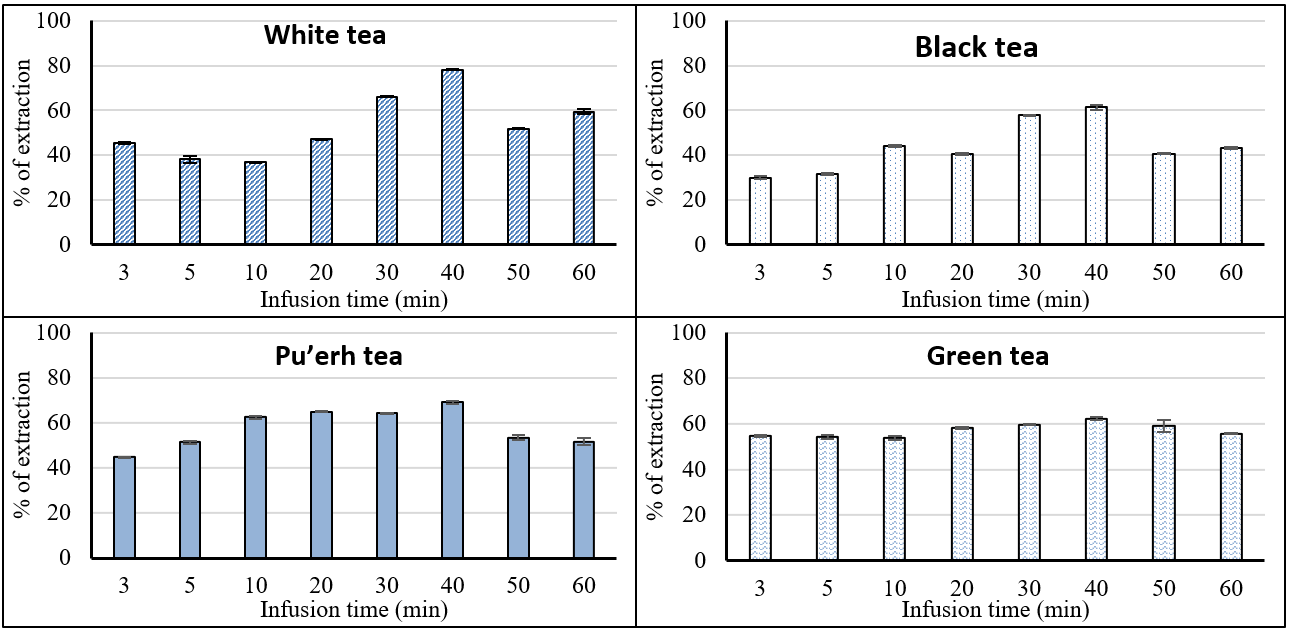 White tea
% of extraction
100
80
60
40
20
0
3 5 10 20 30 40 50 60
Infusion time (min)
Black tea
% of extraction
100
80
60
40
20
0
3 5 10 20 30 40 50 60
Infusion time (min)
Pu’erh tea
% of extraction
100
80
60
40
20
0
3 5 10 20 30 40 50 60
Infusion time (min)
Green tea
% of extraction
100
80
60
40
20
0
3 5 10 20 30 40 50 60
Infusion time (min)